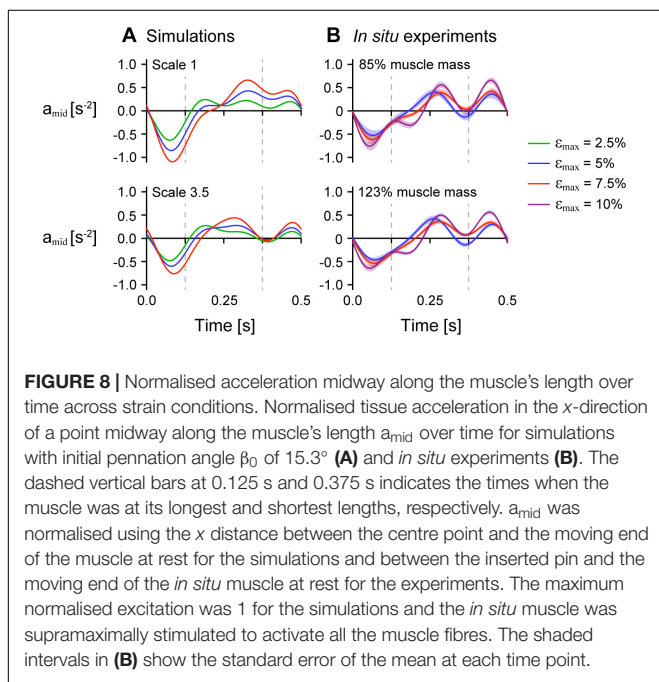 A Simulations
B In situ experiments
1.0
0.5
0.0
-0.5
-1.0
a_mid [s⁻²]
Scale 1
85% muscle mass
1.0
0.5
0.0
-0.5
-1.0
1.0
0.5
0.0
-0.5
-1.0
a_mid [s⁻²]
Scale 3.5
123% muscle mass
1.0
0.5
0.0
-0.5
-1.0
0.0 0.25 0.5
0.0 0.25 0.5
Time [s]
Time [s]
ε_max = 2.5%
ε_max = 5%
ε_max = 7.5%
ε_max = 10%
FIGURE 8 | Normalised acceleration midway along the muscle's length over
time across strain conditions. Normalised tissue acceleration in the x-direction
of a point midway along the muscle's length a_mid over time for simulations
with initial pennation angle β₀ of 15.3° (A) and in situ experiments (B). The
dashed vertical bars at 0.125 s and 0.375 s indicates the times when the
muscle was at its longest and shortest lengths, respectively. a_mid was
normalised using the x distance between the centre point and the moving end
of the muscle at rest for the simulations and between the inserted pin and the
moving end of the in situ muscle at rest for the experiments. The maximum
normalised excitation was 1 for the simulations and the in situ muscle was
supramaximally stimulated to activate all the muscle fibres. The shaded
intervals in (B) show the standard error of the mean at each time point.